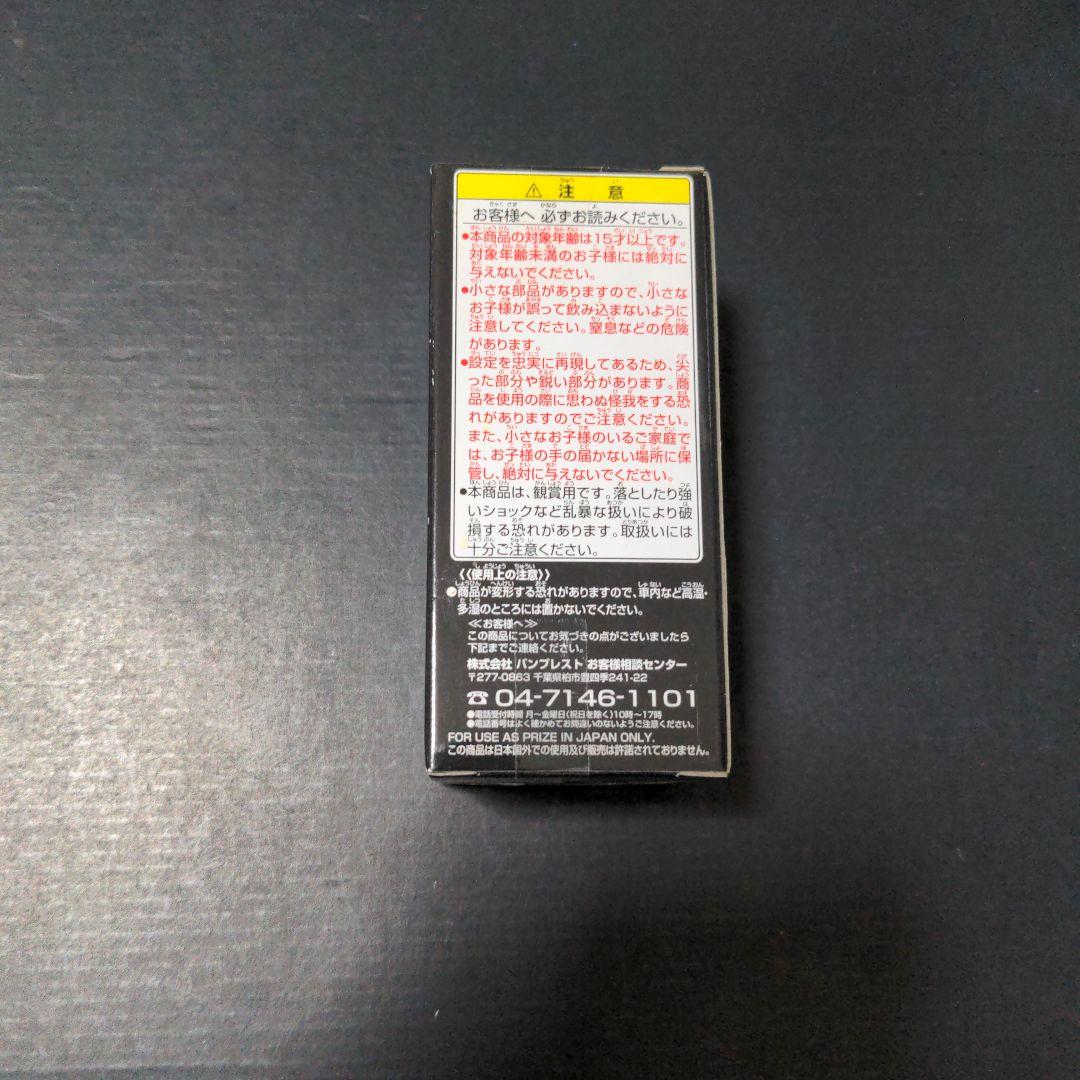 ⚠ 注意
お客様へ 必ずお読みください。
●本商品の対象年齢は15才以上です。
対象年齢未満のお子様には絶対に
与えないでください。
●小さな部品がありますので、小さな
お子様が誤って飲み込まないように
注意してください。窒息などの危険
があります。
●設定を忠実に再現してあるため、尖
った部分や鋭い部分があります。商
品を使用の際に思わぬ怪我をする恐
れがありますのでご注意ください。
また、小さなお子様のいるご家庭で
は、お子様の手の届かない場所に保
管し、絶対に与えないでください。
●本商品は、観賞用です。落としたり強
いショックなど乱暴な扱いにより破
損する恐れがあります。取扱いには
十分ご注意ください。
《使用上の注意》
●商品が変形する恐れがありますので、車内など高温・
多湿のところには置かないでください。
≪お客様へ≫
この商品についてお気づきの点がございましたら
下記までご連絡ください。
株式会社 バンプレスト お客様相談センター
〒277-0863 千葉県柏市豊四季241-22
☎ 04-7146-1101
●電話受付時間 月〜金曜日(祝日を除く)10時〜17時
●電話番号はよく確かめてお間違いのないようご注意ください。
FOR USE AS PRIZE IN JAPAN ONLY.
この商品は日本国外での使用及び販売は許諾されておりません。